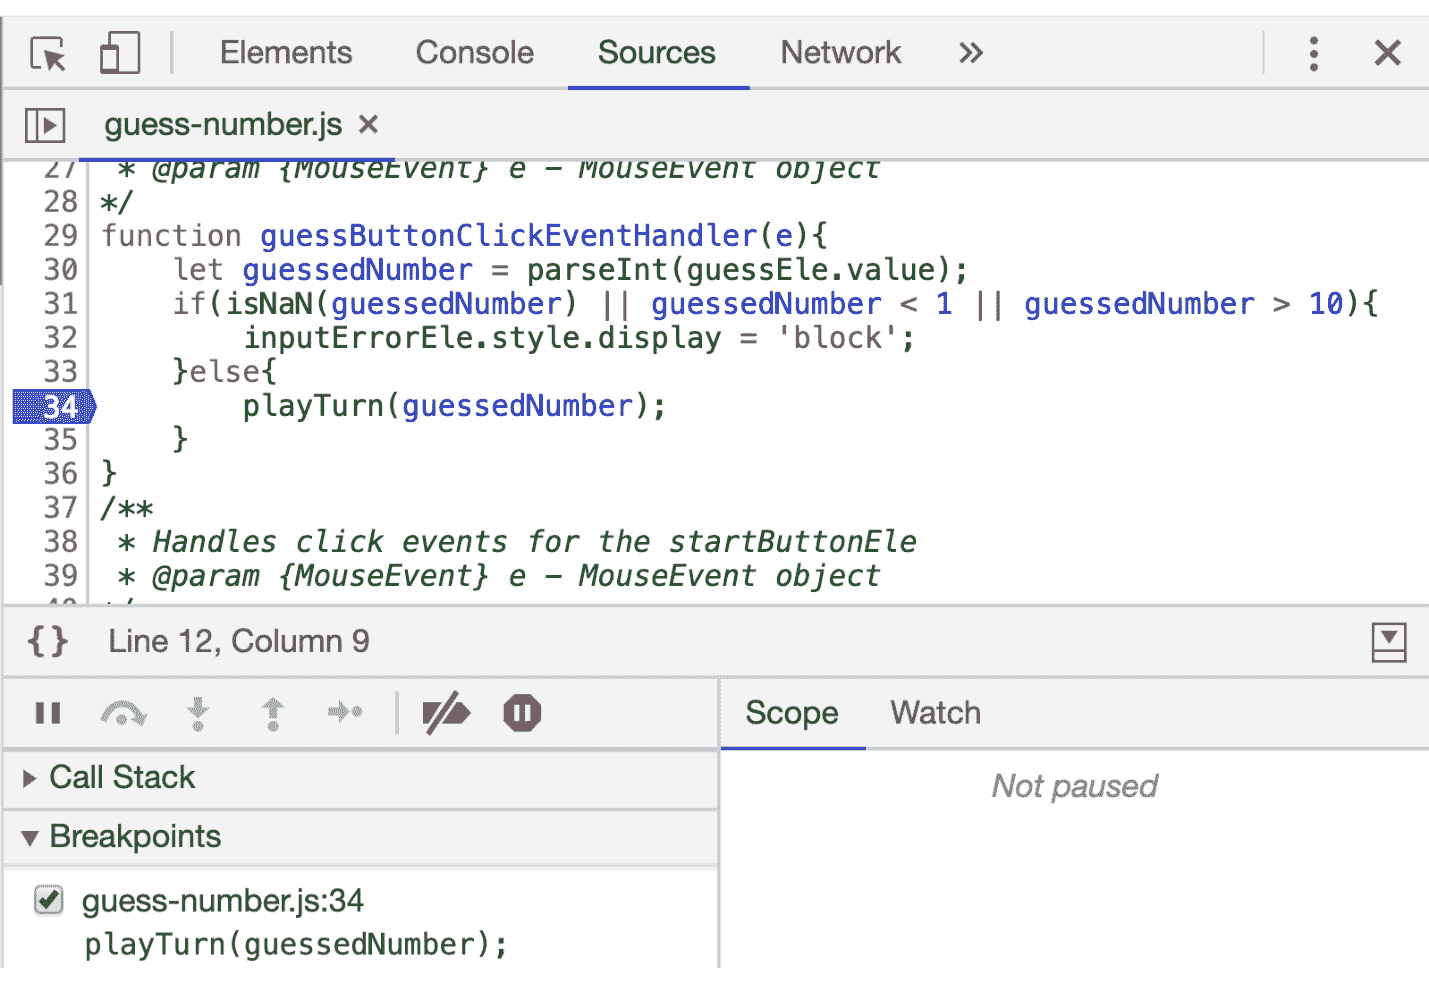 Elements Console Sources Network »
guess-number.js ×
27 * @param {MouseEvent} e – MouseEvent object
28 */
29 function guessButtonClickEventHandler(e){
30 let guessedNumber = parseInt(guessEle.value);
31 if(isNaN(guessedNumber) || guessedNumber < 1 || guessedNumber > 10){
32 inputErrorEle.style.display = 'block';
33 }else{
34 playTurn(guessedNumber);
35 }
36 }
37 /**
38 * Handles click events for the startButtonEle
39 * @param {MouseEvent} e – MouseEvent object
40 */
{} Line 12, Column 9
Scope Watch
Call Stack
Not paused
Breakpoints
guess-number.js:34
playTurn(guessedNumber);